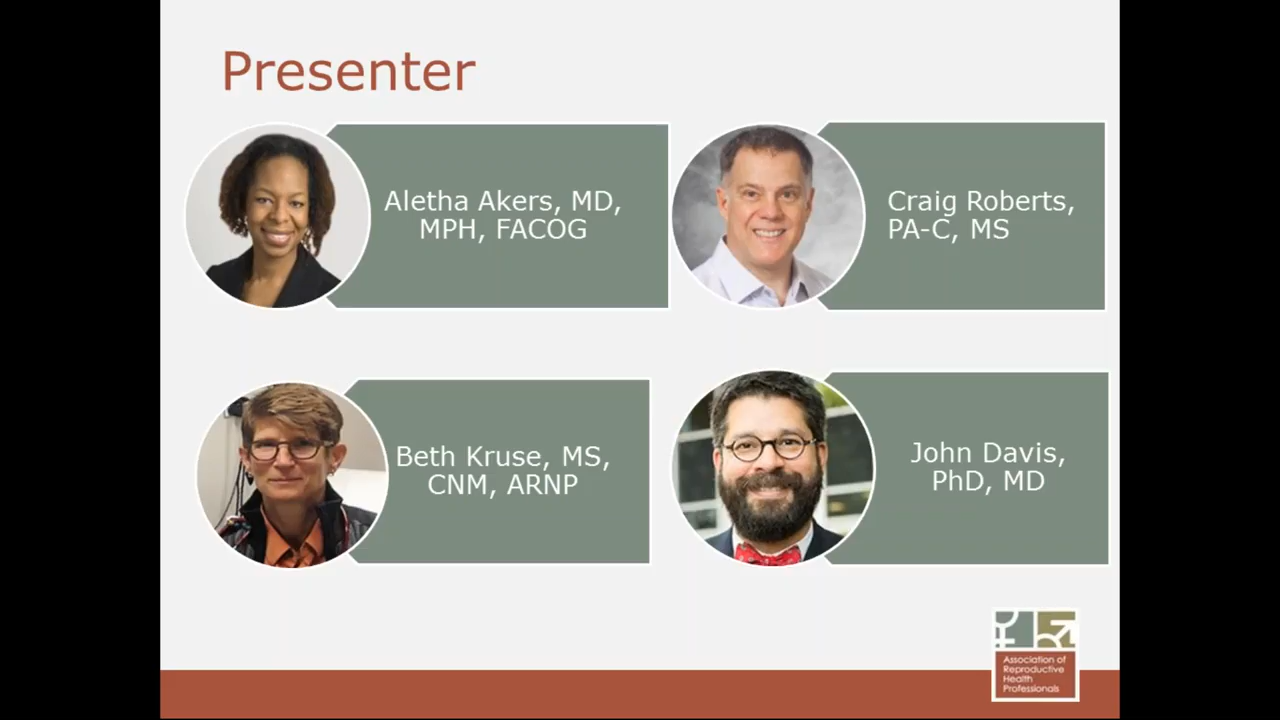 Presenter
Aletha Akers, MD,
MPH, FACOG
Craig Roberts,
PA-C, MS
Beth Kruse, MS,
CNM, ARNP
John Davis,
PhD, MD
Association of
Reproductive
Health
Professionals